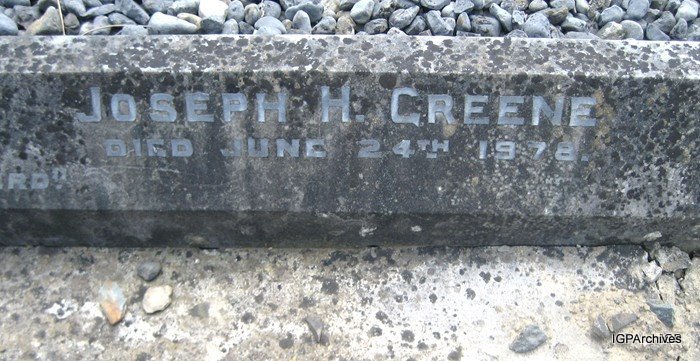 JOSEPH H. GREENE
DIED JUNE 24TH 1978.
IGPArchives